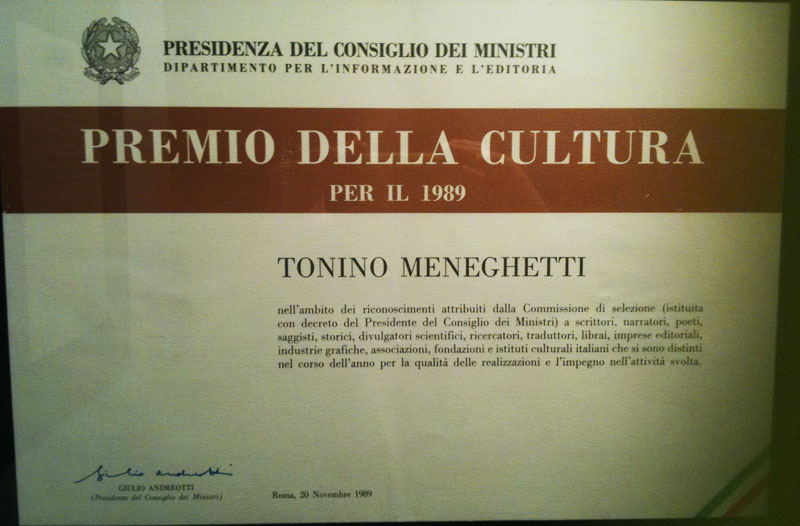 PRESIDENZA DEL CONSIGLIO DEI MINISTRI
DIPARTIMENTO PER L'INFORMAZIONE E L'EDITORIA
PREMIO DELLA CULTURA
PER IL 1989
TONINO MENEGHETTI
nell'ambito dei riconoscimenti attribuiti dalla Commissione di selezione (istituita
con decreto del Presidente del Consiglio dei Ministri) a scrittori, narratori, poeti,
saggisti, storici, divulgatori scientifici, ricercatori, traduttori, librai, imprese editoriali,
industrie grafiche, associazioni, fondazioni e istituti culturali italiani che si sono distinti
nel corso dell'anno per la qualità delle realizzazioni e l'impegno nell'attività svolta.
Giulio Andreotti
GIULIO ANDREOTTI
(Presidente del Consiglio dei Ministri)
Roma, 20 Novembre 1989